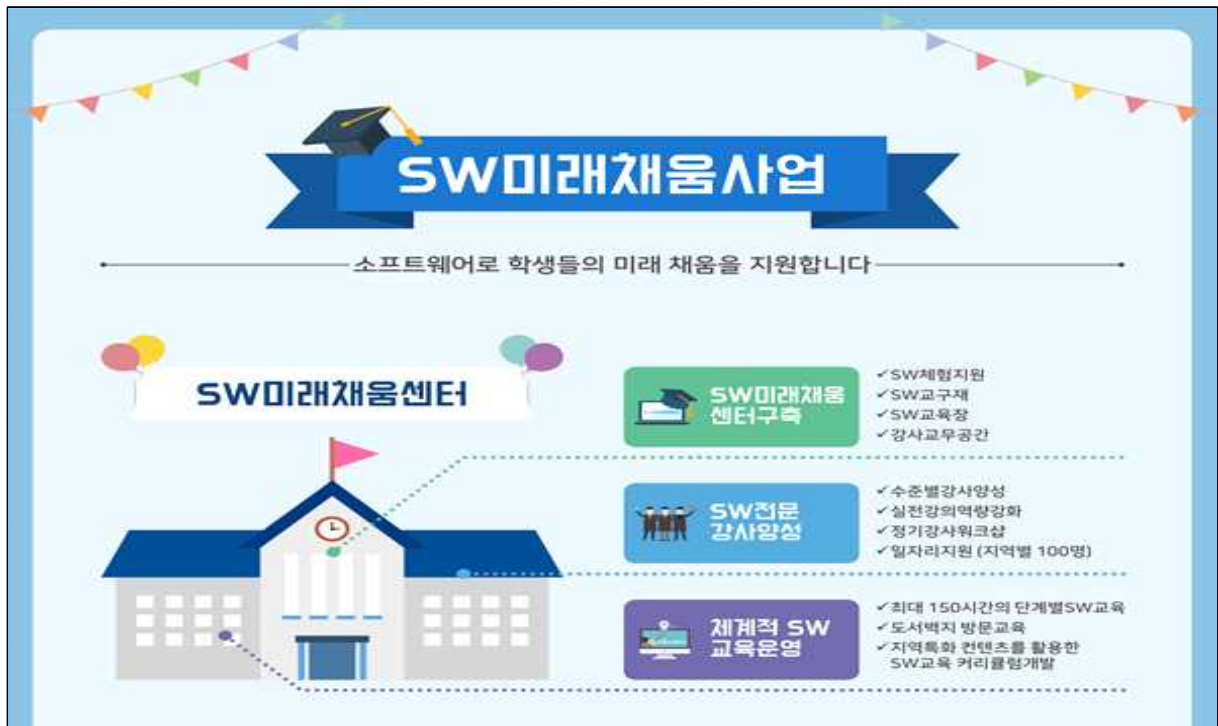 SW미래채움사업
소프트웨어로 학생들의 미래 채움을 지원합니다
SW미래채움센터
SW미래채움
센터구축
✓SW체험지원
✓SW교구재
✓SW교육장
✓강사교무공간
SW전문
강사양성
✓수준별강사양성
✓실전강의역량강화
✓정기강사워크샵
✓일자리지원 (지역별 100명)
체계적 SW
교육운영
✓최대 150시간의 단계별SW교육
✓도서벽지 방문교육
✓지역특화 컨텐츠를 활용한
SW교육 커리큘럼개발